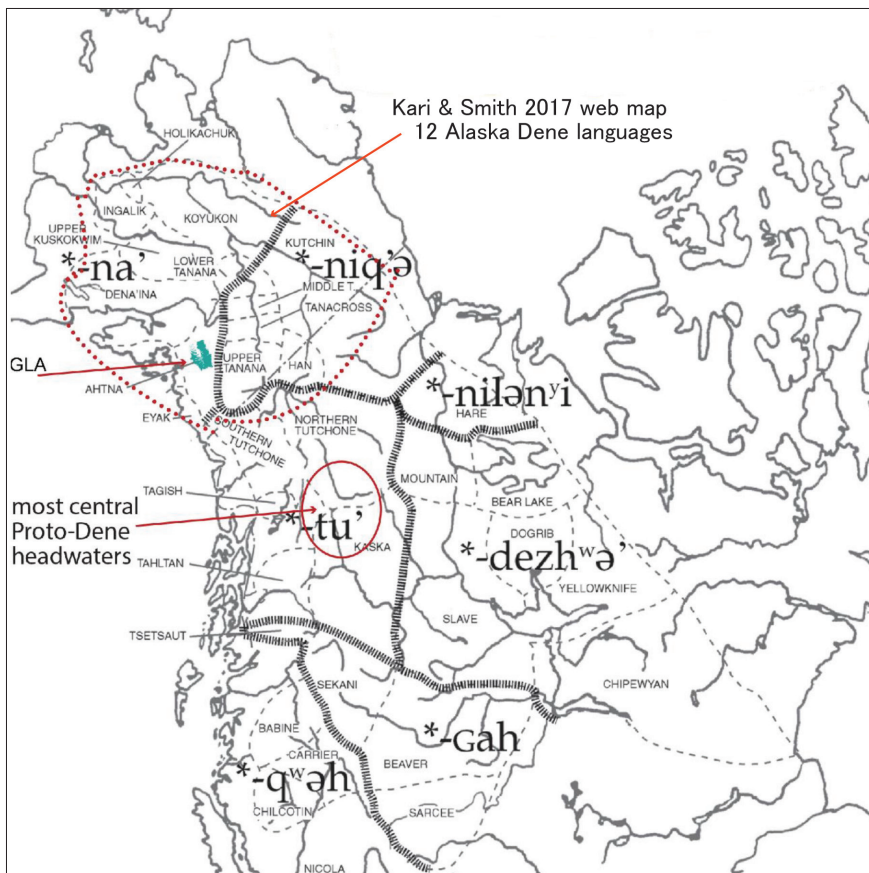 Kari & Smith 2017 web map
12 Alaska Dene languages
HOLIKACHUK
INGALIK
KOYUKON
UPPER
KUSKOKWIM
KUTCHIN
*-na’
LOWER
TANANA
*-niq’ə
DENA'INA
MIDDLE T.
TANACROSS
GLA
UPPER
TANANA
HAN
AHTNA
*-nilənʸi
HARE
EYAK
SOUTHERN
TUTCHONE
NORTHERN
TUTCHONE
MOUNTAIN
TAGISH
BEAR LAKE
most central
Proto-Dene
headwaters
*-tu’
DOGRIB
KASKA
*-dezhʷə’
TAHLTAN
YELLOWKNIFE
SLAVE
TSETSAUT
CHIPEWYAN
SEKANI
BABINE
*-ɢah
CARRIER
BEAVER
*-qʷəh
CHILCOTIN
SARCEE
NICOLA